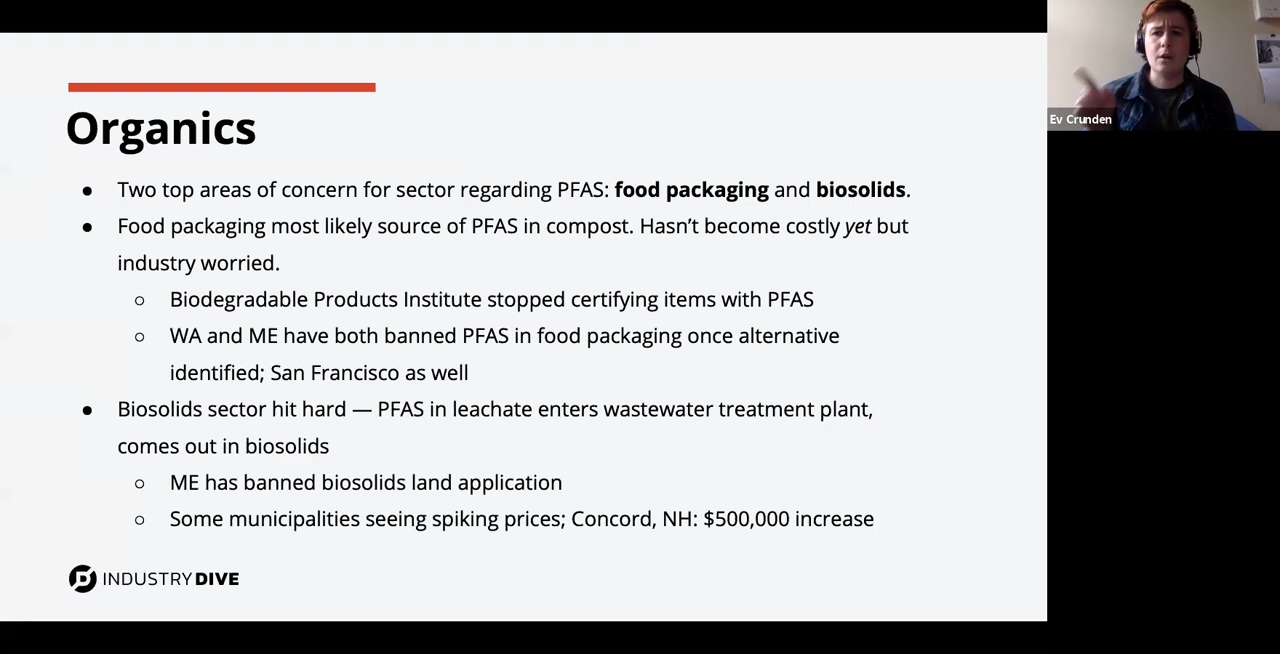 Organics
● Two top areas of concern for sector regarding PFAS: food packaging and biosolids.
● Food packaging most likely source of PFAS in compost. Hasn’t become costly yet but
industry worried.
○ Biodegradable Products Institute stopped certifying items with PFAS
○ WA and ME have both banned PFAS in food packaging once alternative
identified; San Francisco as well
● Biosolids sector hit hard — PFAS in leachate enters wastewater treatment plant,
comes out in biosolids
○ ME has banned biosolids land application
○ Some municipalities seeing spiking prices; Concord, NH: $500,000 increase
INDUSTRY DIVE
Ev Crunden